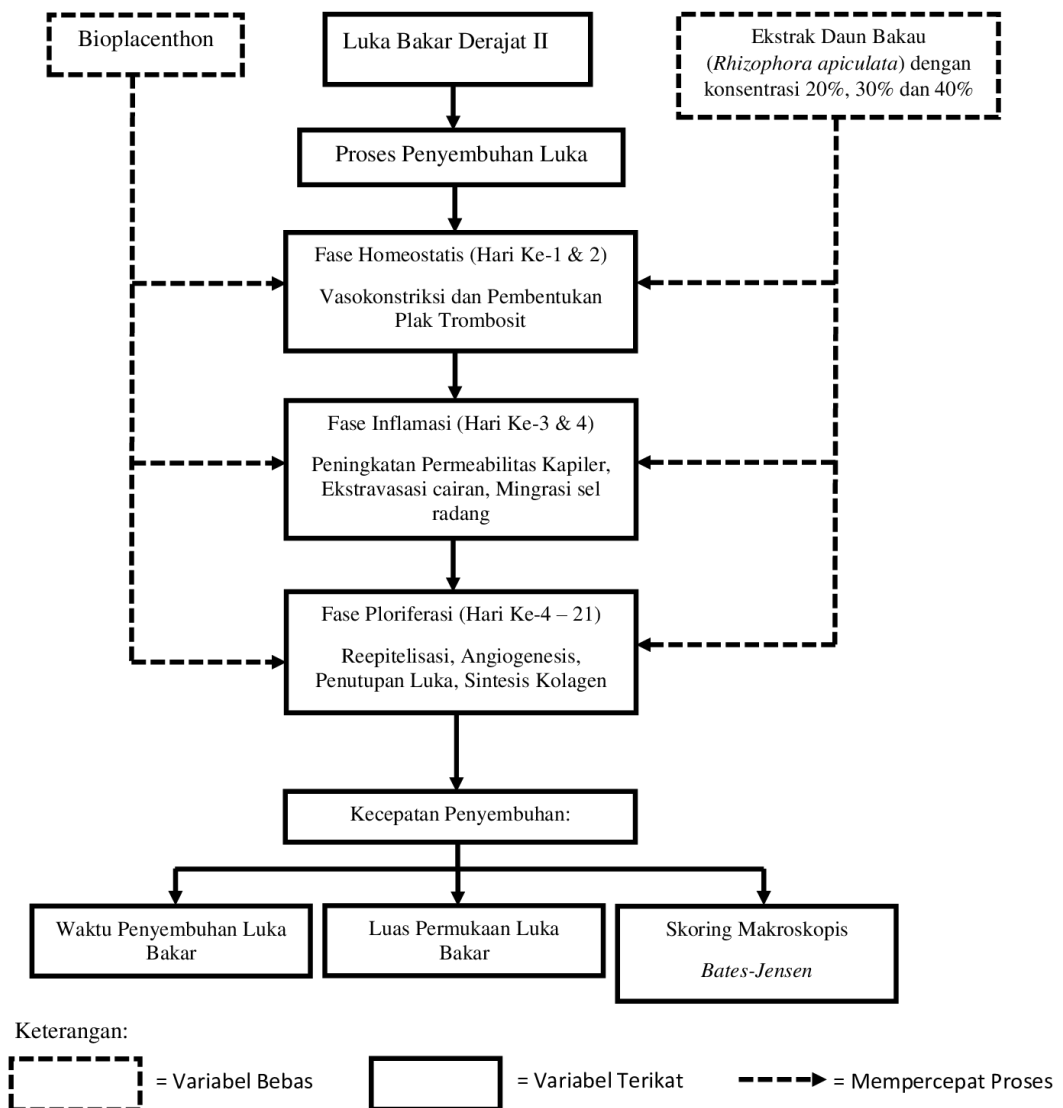 Bioplacenthon
Luka Bakar Derajat II
Ekstrak Daun Bakau
(Rhizophora apiculata) dengan
konsentrasi 20%, 30% dan 40%
Proses Penyembuhan Luka
Fase Homeostatis (Hari Ke-1 & 2)
Vasokonstriksi dan Pembentukan
Plak Trombosit
Fase Inflamasi (Hari Ke-3 & 4)
Peningkatan Permeabilitas Kapiler,
Ekstravasasi cairan, Mingrasi sel
radang
Fase Ploriferasi (Hari Ke-4 – 21)
Reepitelisasi, Angiogenesis,
Penutupan Luka, Sintesis Kolagen
Kecepatan Penyembuhan:
Waktu Penyembuhan Luka
Bakar
Luas Permukaan Luka
Bakar
Skoring Makroskopis
Bates-Jensen
Keterangan:
= Variabel Bebas
= Variabel Terikat
= Mempercepat Proses